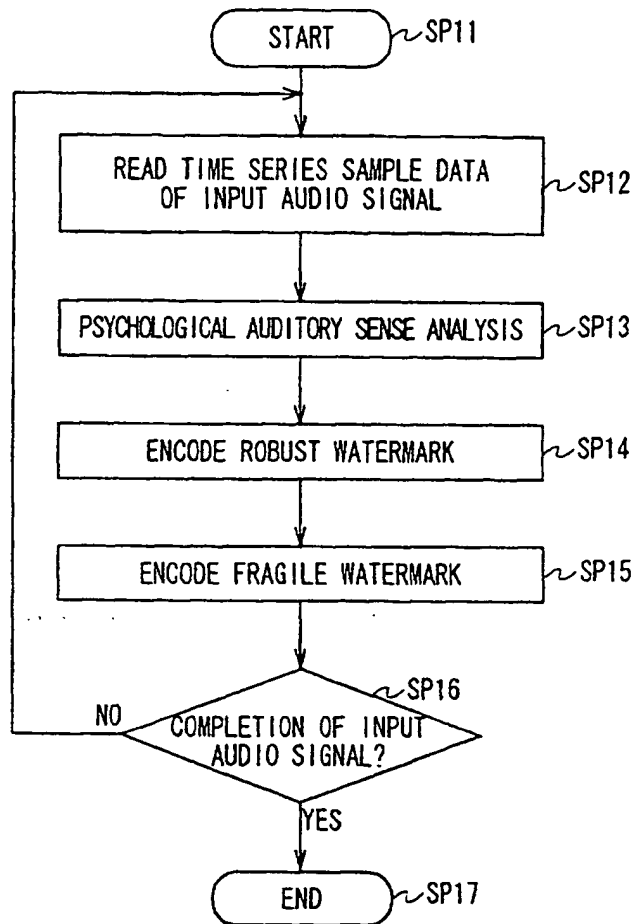 START
SP11
READ TIME SERIES SAMPLE DATA
OF INPUT AUDIO SIGNAL
SP12
PSYCHOLOGICAL AUDITORY SENSE ANALYSIS
SP13
ENCODE ROBUST WATERMARK
SP14
ENCODE FRAGILE WATERMARK
SP15
SP16
NO
COMPLETION OF INPUT
AUDIO SIGNAL?
YES
END
SP17